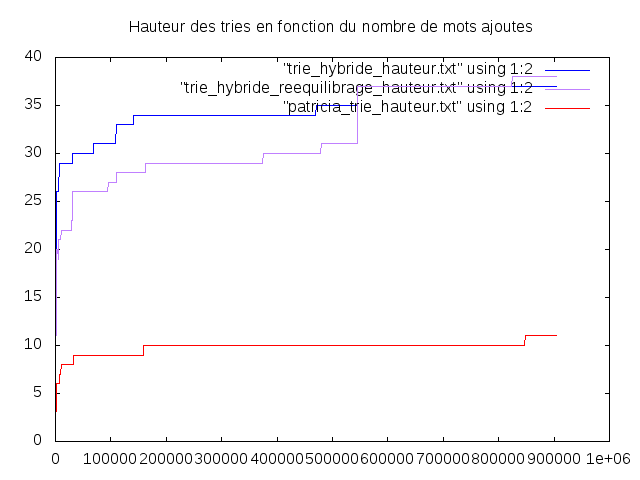 Hauteur des tries en fonction du nombre de mots ajoutes
40
"trie_hybride_hauteur.txt" using 1:2
"trie_hybride_reequilibrage_hauteur.txt" using 1:2
"patricia_trie_hauteur.txt" using 1:2
35
30
25
20
15
10
5
0
0 100000 200000 300000 400000 500000 600000 700000 800000 900000 1e+06